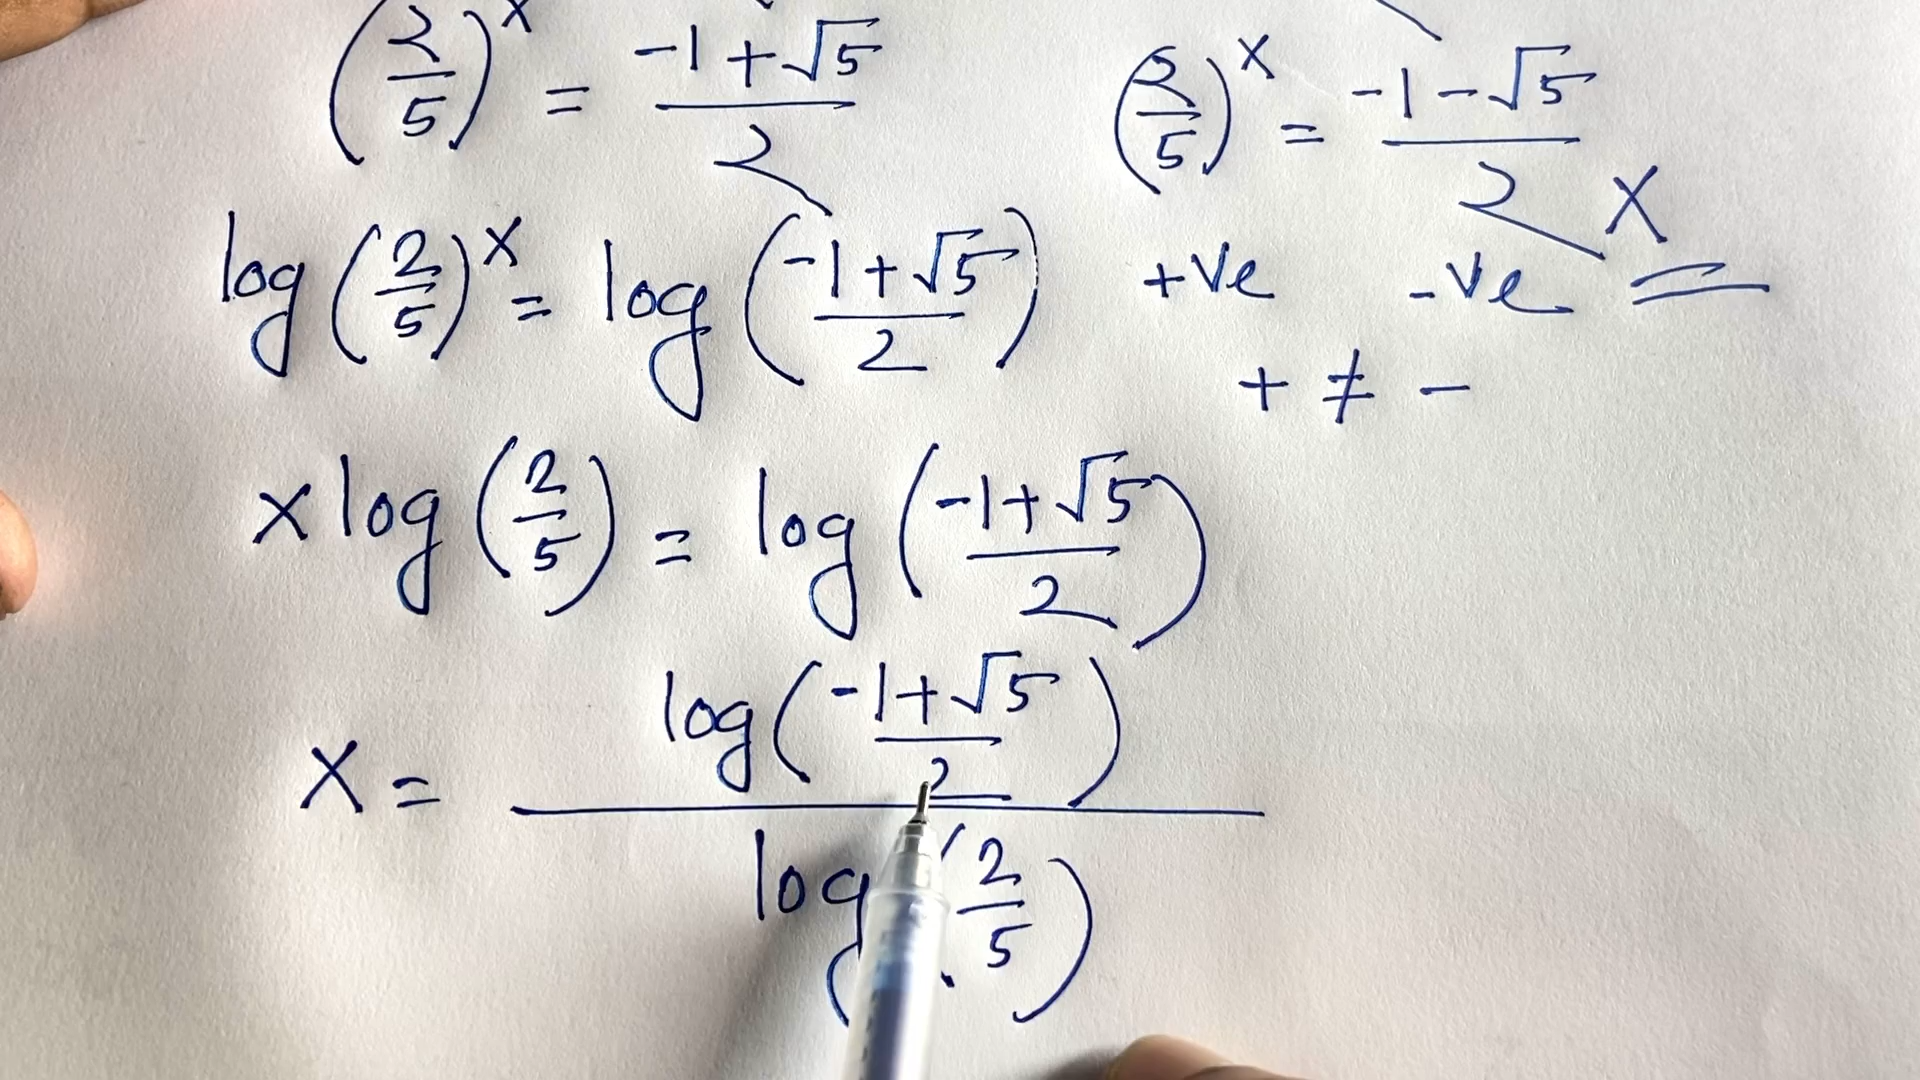 (2/5)^x = (-1+√5)/2
(2/5)^x = (-1-√5)/2 X
+ve -ve
+ ≠ -
log (2/5)^x = log ((-1+√5)/2)
x log (2/5) = log ((-1+√5)/2)
x = log((-1+√5)/2) / log(2/5)